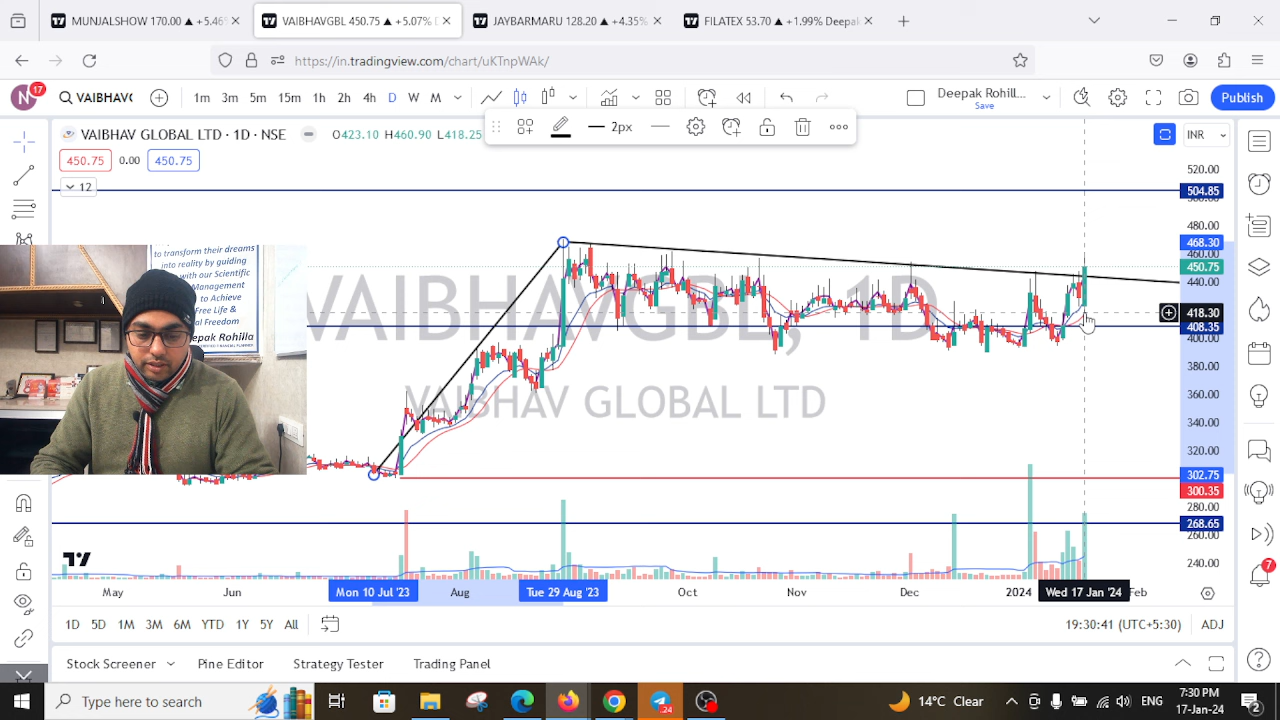 MUNJALSHOW 170.00 ▲ +5.46%
VAIBHAVGBL 450.75 ▲ +5.07%
JAYBARMARU 128.20 ▲ +4.35%
FILATEX 53.70 ▲ +1.99% Deepak
https://in.tradingview.com/chart/uKTnpWAk/
N 17
VAIBHAVG
1m 3m 5m 15m 1h 2h 4h D W M
Deepak Rohill...
Save
Publish
2px
VAIBHAV GLOBAL LTD · 1D · NSE
O423.10 H460.90 L418.25
INR
450.75 0.00 450.75
12
520.00
504.85
480.00
468.30
460.00
450.75
440.00
418.30
408.35
400.00
380.00
360.00
340.00
320.00
302.75
300.35
280.00
268.65
260.00
240.00
VAIBHAVGBL, 1D
VAIBHAV GLOBAL LTD
to transform their dreams
into reality by guiding
with our Scientific
Management
to Achieve
Free Life &
al Freedom
epak Rohilla
May Jun Mon 10 Jul '23 Aug Tue 29 Aug '23 Oct Nov Dec 2024 Wed 17 Jan '24 Feb
1D 5D 1M 3M 6M YTD 1Y 5Y All
19:30:41 (UTC+5:30) ADJ
7
Stock Screener Pine Editor Strategy Tester Trading Panel
Type here to search
24
14°C Clear
ENG
7:30 PM
17-Jan-24
2